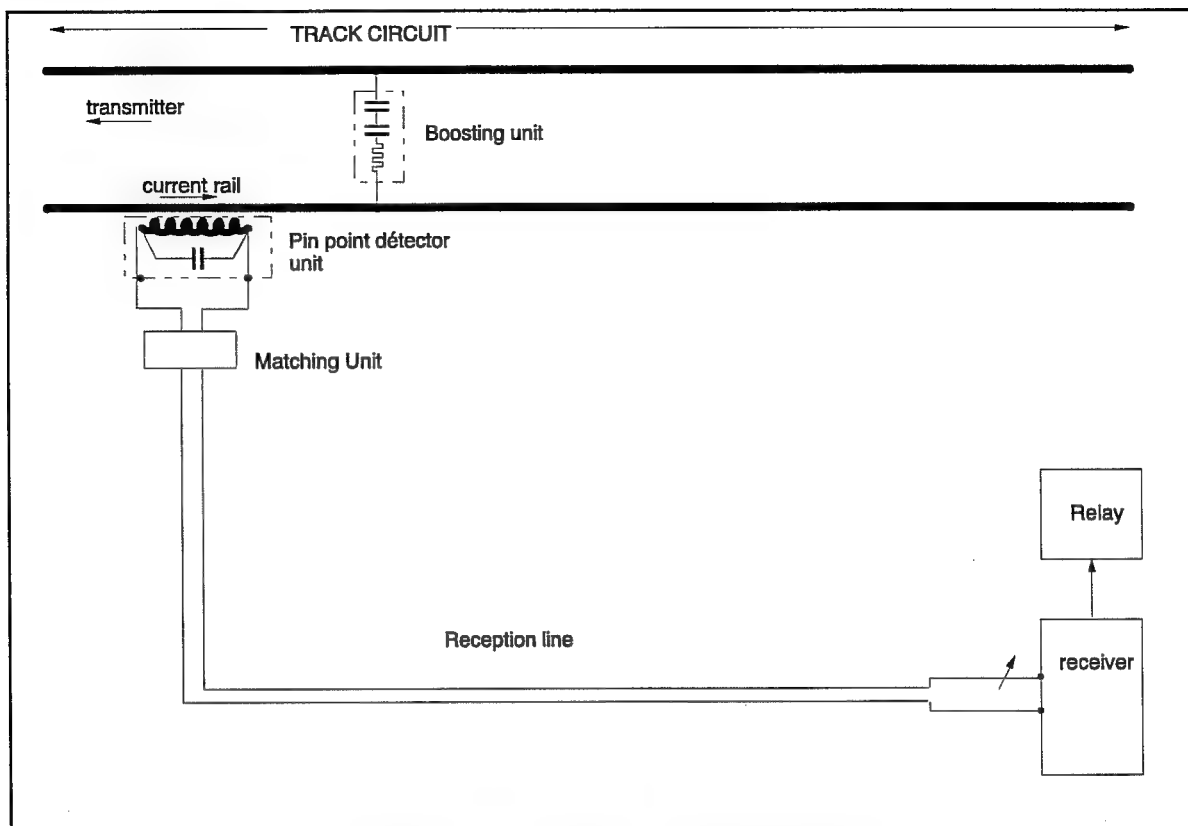 TRACK CIRCUIT
transmitter
Boosting unit
current rail
Pin point détector
unit
Matching Unit
Relay
Reception line
receiver